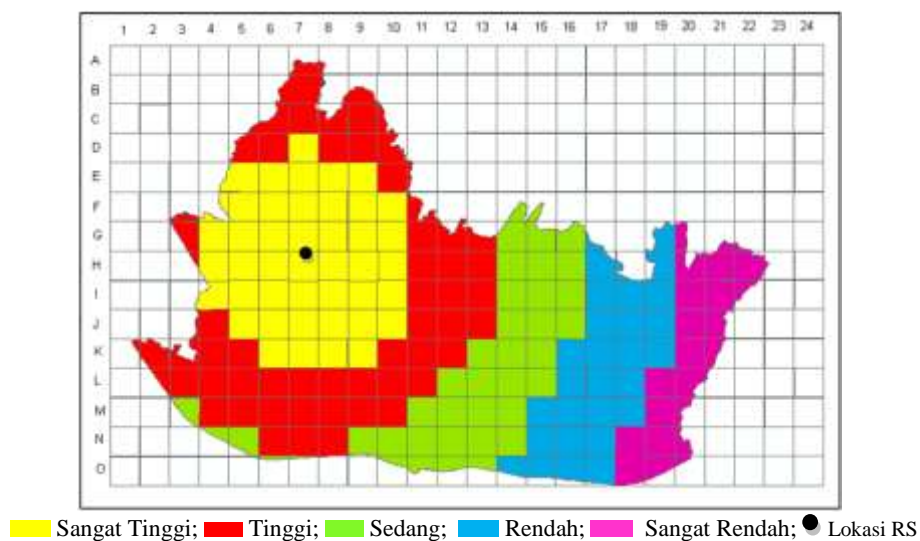 1 2 3 4 5 6 7 8 9 10 11 12 13 14 15 16 17 18 19 20 21 22 23 24
A
B
C
D
E
F
G
H
I
J
K
L
M
N
O
Sangat Tinggi; Tinggi; Sedang; Rendah; Sangat Rendah; Lokasi RS